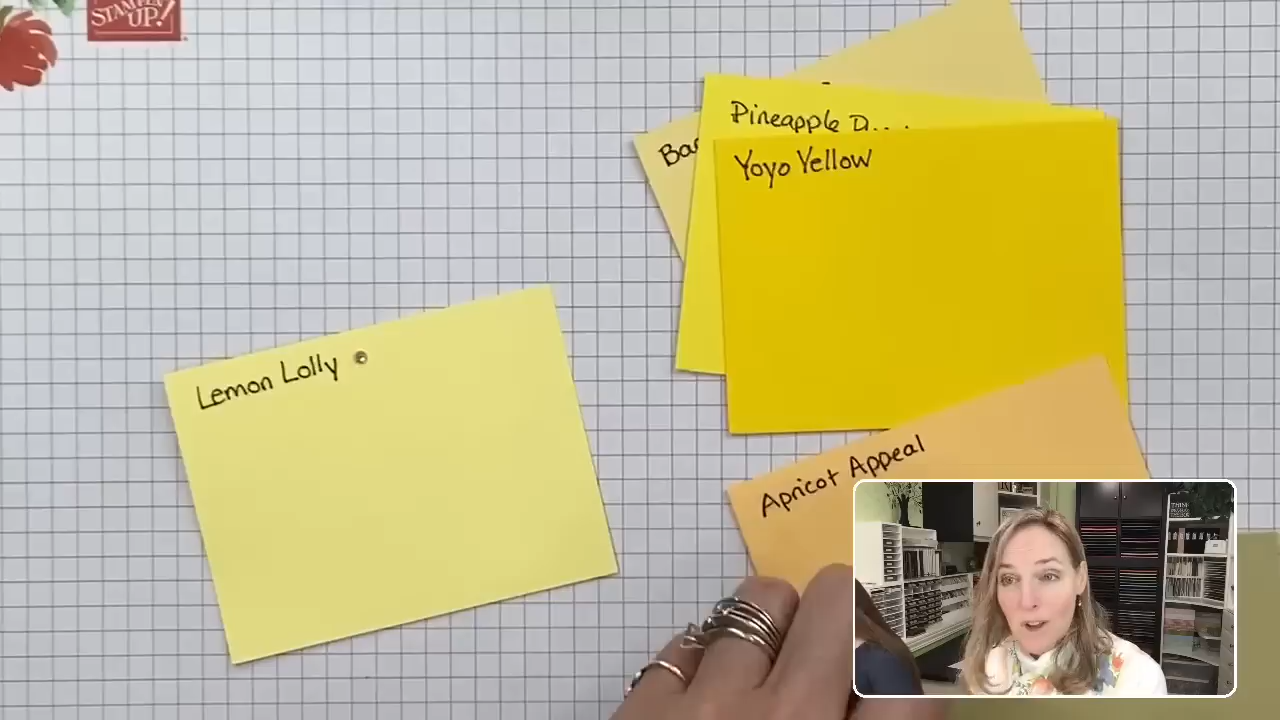 STAMPIN' UP!
Pineapple
Yoyo Yellow
Lemon Lolly
Apricot Appeal